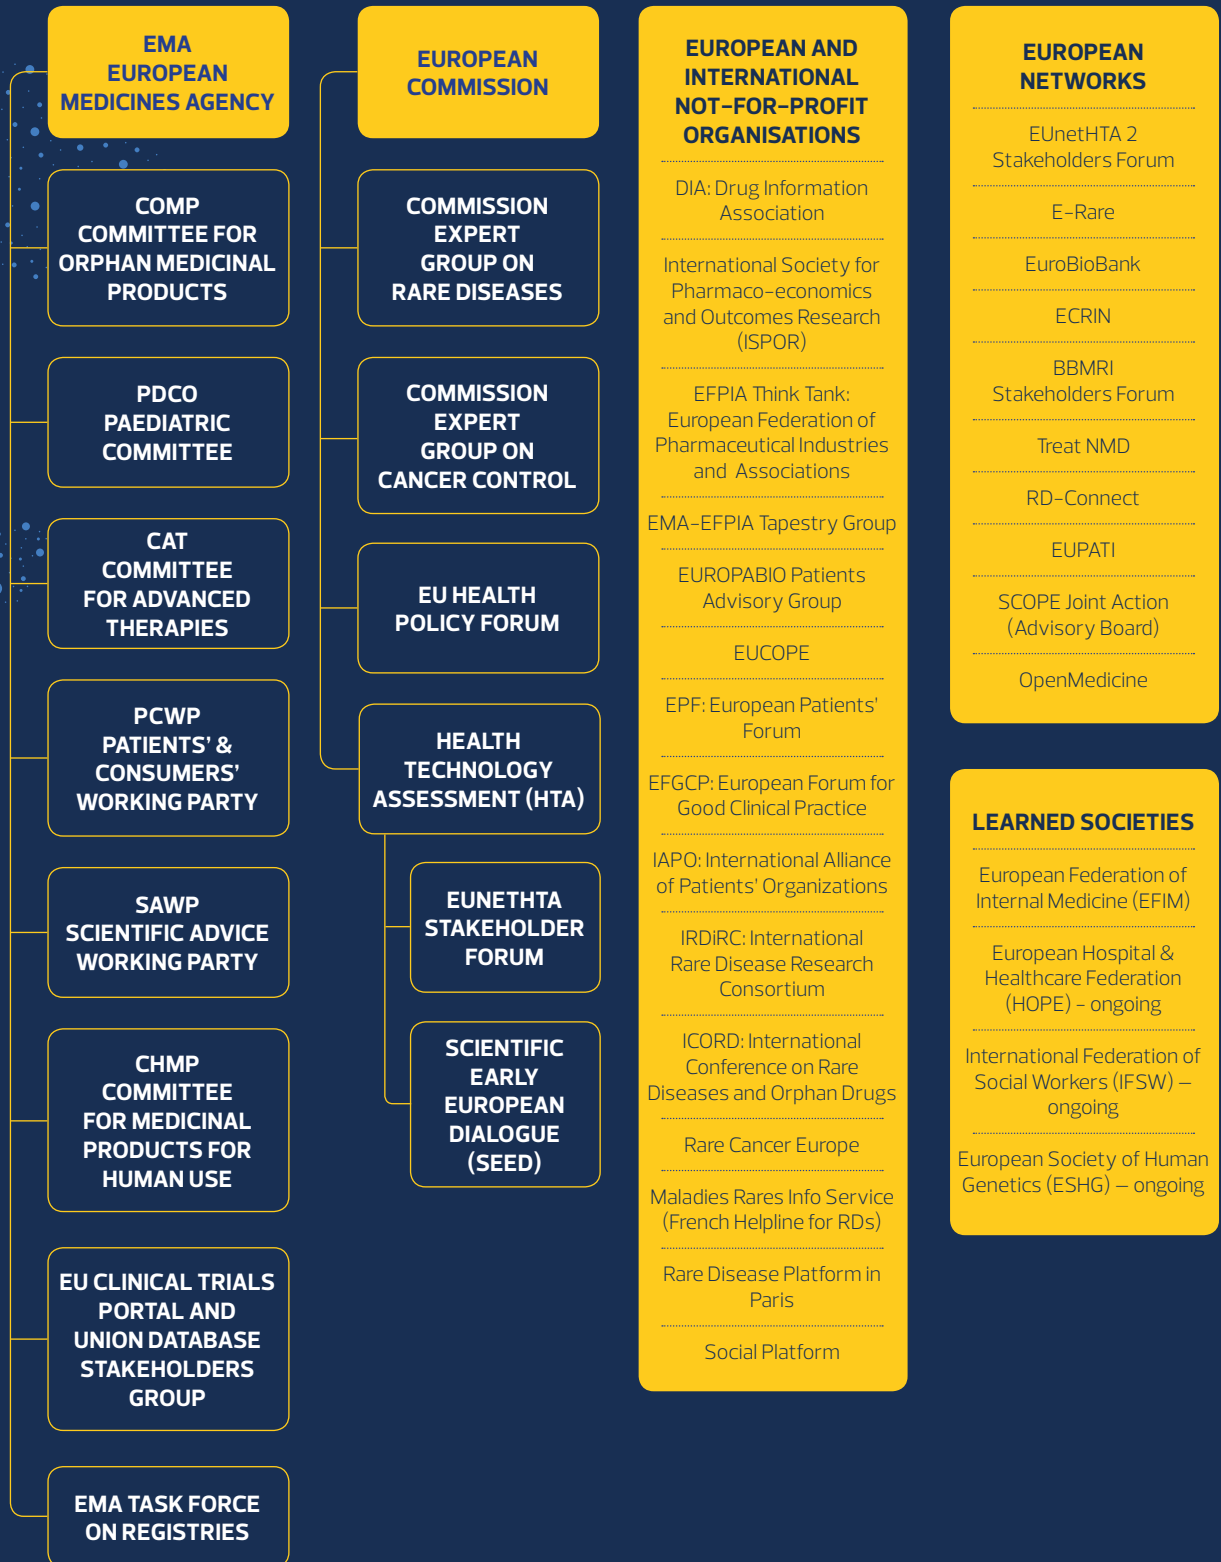 EMA
EUROPEAN
MEDICINES AGENCY
COMP
COMMITTEE FOR
ORPHAN MEDICINAL
PRODUCTS
PDCO
PAEDIATRIC
COMMITTEE
CAT
COMMITTEE
FOR ADVANCED
THERAPIES
PCWP
PATIENTS' &
CONSUMERS'
WORKING PARTY
SAWP
SCIENTIFIC ADVICE
WORKING PARTY
CHMP
COMMITTEE
FOR MEDICINAL
PRODUCTS FOR
HUMAN USE
EU CLINICAL TRIALS
PORTAL AND
UNION DATABASE
STAKEHOLDERS
GROUP
EMA TASK FORCE
ON REGISTRIES
EUROPEAN
COMMISSION
COMMISSION
EXPERT
GROUP ON
RARE DISEASES
COMMISSION
EXPERT
GROUP ON
CANCER CONTROL
EU HEALTH
POLICY FORUM
HEALTH
TECHNOLOGY
ASSESSMENT (HTA)
EUNETHTA
STAKEHOLDER
FORUM
SCIENTIFIC
EARLY
EUROPEAN
DIALOGUE
(SEED)
EUROPEAN AND
INTERNATIONAL
NOT-FOR-PROFIT
ORGANISATIONS
DIA: Drug Information
Association
International Society for
Pharmaco-economics
and Outcomes Research
(ISPOR)
EFPIA Think Tank:
European Federation of
Pharmaceutical Industries
and Associations
EMA-EFPIA Tapestry Group
EUROPABIO Patients
Advisory Group
EUCOPE
EPF: European Patients'
Forum
EFGCP: European Forum for
Good Clinical Practice
IAPO: International Alliance
of Patients' Organizations
IRDiRC: International
Rare Disease Research
Consortium
ICORD: International
Conference on Rare
Diseases and Orphan Drugs
Rare Cancer Europe
Maladies Rares Info Service
(French Helpline for RDs)
Rare Disease Platform in
Paris
Social Platform
EUROPEAN
NETWORKS
EUnetHTA 2
Stakeholders Forum
E-Rare
EuroBioBank
ECRIN
BBMRI
Stakeholders Forum
Treat NMD
RD-Connect
EUPATI
SCOPE Joint Action
(Advisory Board)
OpenMedicine
LEARNED SOCIETIES
European Federation of
Internal Medicine (EFIM)
European Hospital &
Healthcare Federation
(HOPE) - ongoing
International Federation of
Social Workers (IFSW) –
ongoing
European Society of Human
Genetics (ESHG) – ongoing